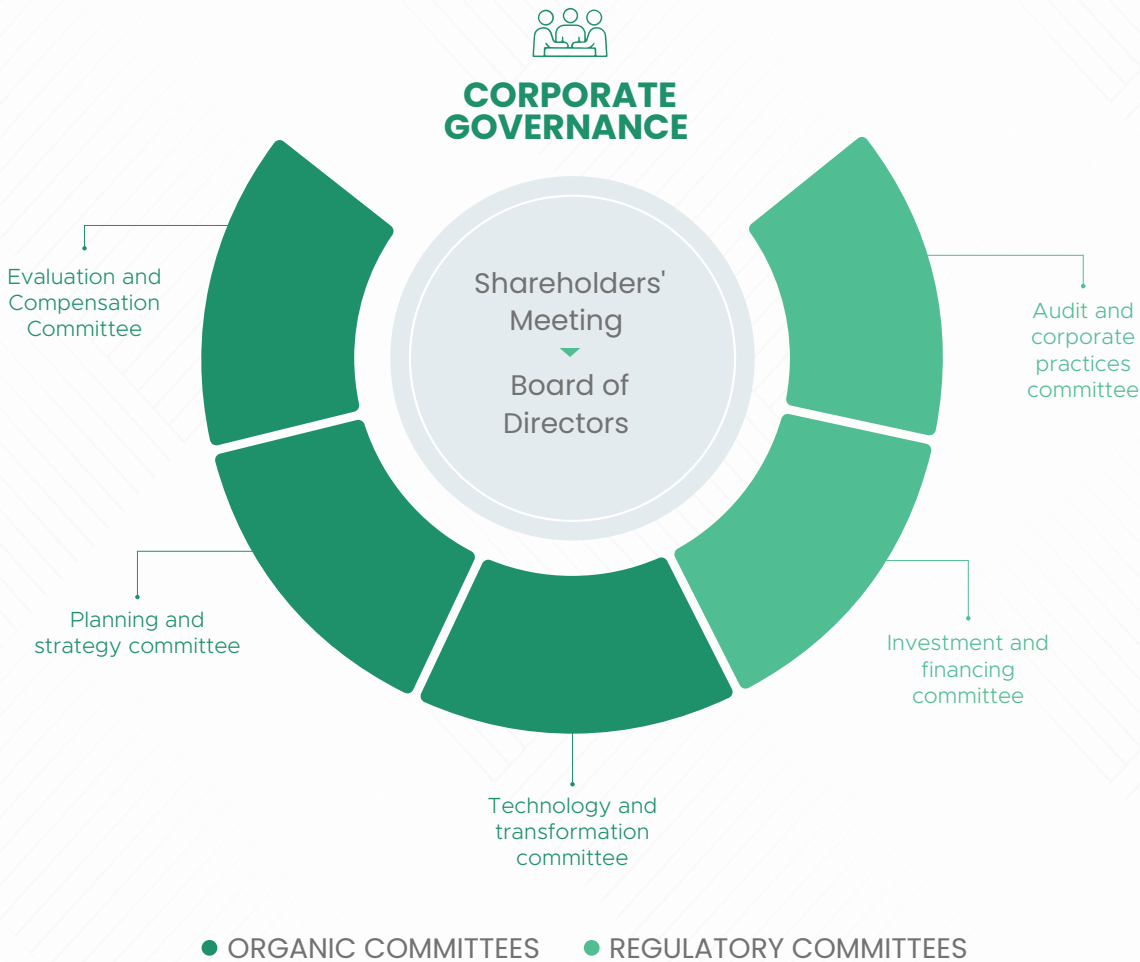 CORPORATE
GOVERNANCE
Shareholders'
Meeting
Board of
Directors
Evaluation and
Compensation
Committee
Audit and
corporate
practices
committee
Planning and
strategy committee
Investment and
financing
committee
Technology and
transformation
committee
ORGANIC COMMITTEES
REGULATORY COMMITTEES